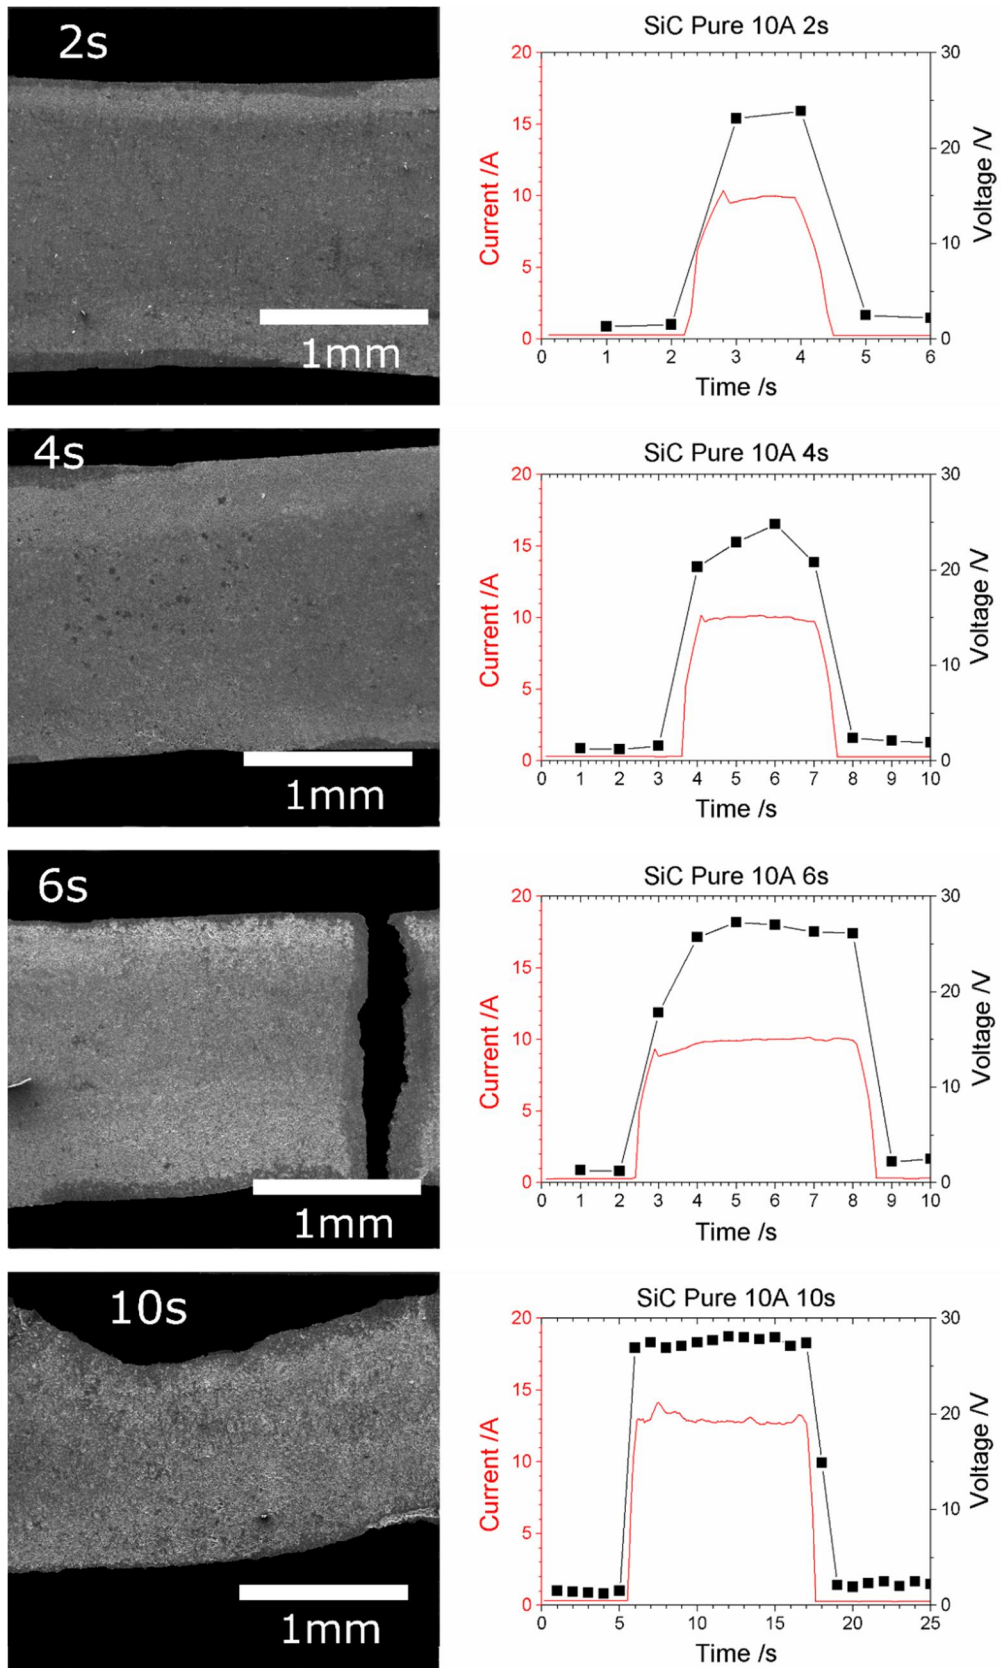 2s
1mm
SiC Pure 10A 2s
20
15
10
5
0
Current /A
30
20
10
0
Voltage /V
0 1 2 3 4 5 6
Time /s
4s
1mm
SiC Pure 10A 4s
20
15
10
5
0
Current /A
30
20
10
0
Voltage /V
0 1 2 3 4 5 6 7 8 9 10
Time /s
6s
1mm
SiC Pure 10A 6s
20
15
10
5
0
Current /A
30
20
10
0
Voltage /V
0 1 2 3 4 5 6 7 8 9 10
Time /s
10s
1mm
SiC Pure 10A 10s
20
15
10
5
0
Current /A
30
20
10
0
Voltage /V
0 5 10 15 20 25
Time /s